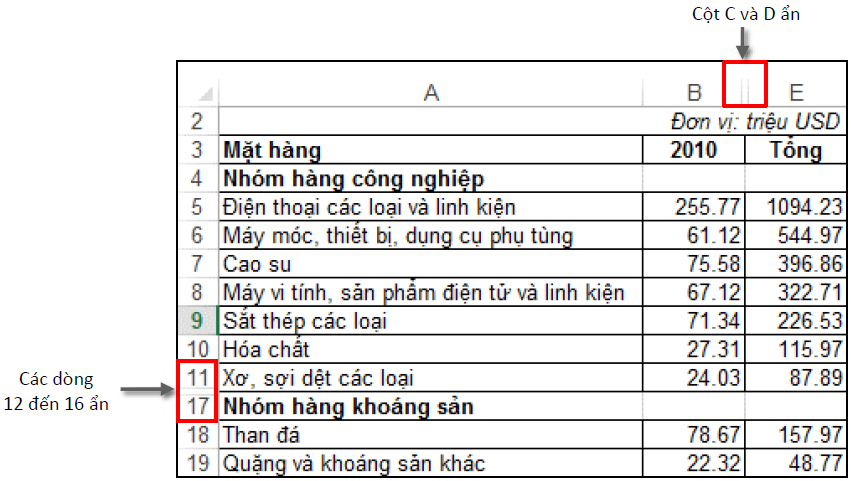 Cột C và D ẩn
A B E
2 Đơn vị: triệu USD
3 Mặt hàng 2010 Tổng
4 Nhóm hàng công nghiệp
5 Điện thoại các loại và linh kiện 255.77 1094.23
6 Máy móc, thiết bị, dụng cụ phụ tùng 61.12 544.97
7 Cao su 75.58 396.86
8 Máy vi tính, sản phẩm điện tử và linh kiện 67.12 322.71
9 Sắt thép các loại 71.34 226.53
10 Hóa chất 27.31 115.97
11 Xơ, sợi dệt các loại 24.03 87.89
17 Nhóm hàng khoáng sản
18 Than đá 78.67 157.97
19 Quặng và khoáng sản khác 22.32 48.77
Các dòng
12 đến 16 ẩn